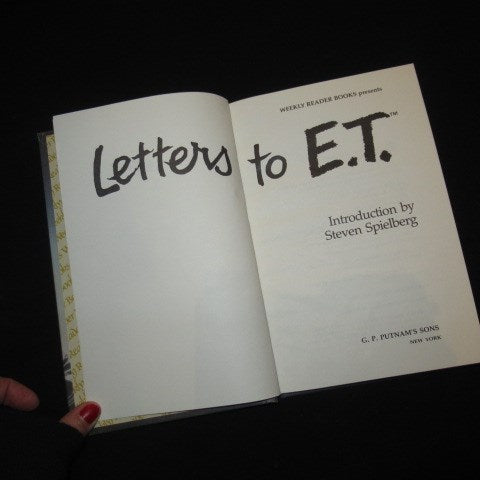 WEEKLY READER BOOKS presents
Letters to E.T.™
Introduction by
Steven Spielberg
G. P. PUTNAM'S SONS
NEW YORK